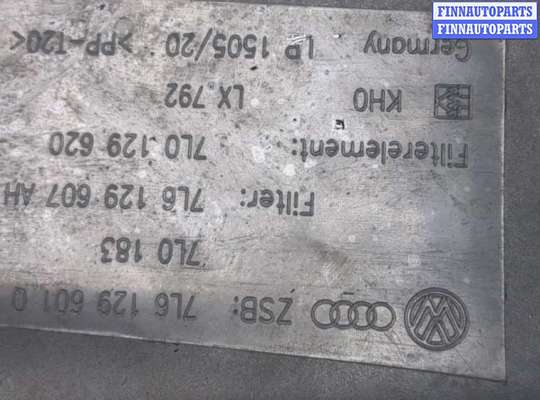 FINNAUTOPARTS
FINNAUTOPARTS
ZSB: 7L6 129 601 Q
7L0 183
Filter: 7L6 129 607 AH
Filterelement: 7L0 129 620
KHO LX 792
Germany LP 1505/20 >PP-T20<